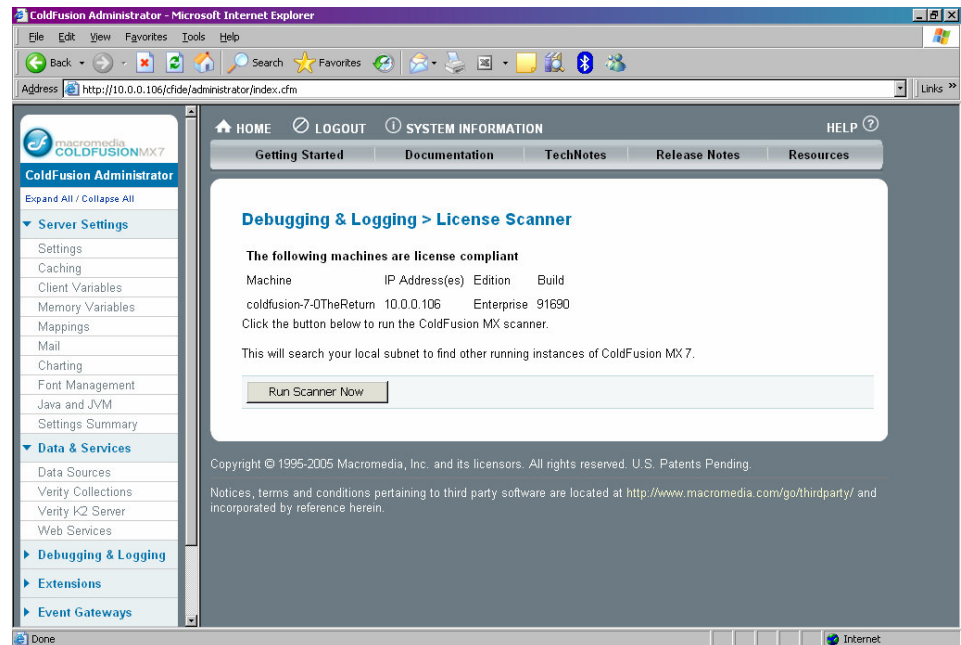 ColdFusion Administrator - Microsoft Internet Explorer
File Edit View Favorites Tools Help
Back Search Favorites
Address http://10.0.0.106/cfide/administrator/index.cfm Links »
macromedia
COLDFUSION MX7
ColdFusion Administrator
Expand All / Collapse All
Server Settings
Settings
Caching
Client Variables
Memory Variables
Mappings
Mail
Charting
Font Management
Java and JVM
Settings Summary
Data & Services
Data Sources
Verity Collections
Verity K2 Server
Web Services
Debugging & Logging
Extensions
Event Gateways
HOME LOGOUT SYSTEM INFORMATION HELP ?
Getting Started Documentation TechNotes Release Notes Resources
Debugging & Logging > License Scanner
The following machines are license compliant
Machine IP Address(es) Edition Build
coldfusion-7-0TheReturn 10.0.0.106 Enterprise 91690
Click the button below to run the ColdFusion MX scanner.
This will search your local subnet to find other running instances of ColdFusion MX 7.
Run Scanner Now
Copyright © 1995-2005 Macromedia, Inc. and its licensors. All rights reserved. U.S. Patents Pending.
Notices, terms and conditions pertaining to third party software are located at http://www.macromedia.com/go/thirdparty/ and
incorporated by reference herein.
Done Internet